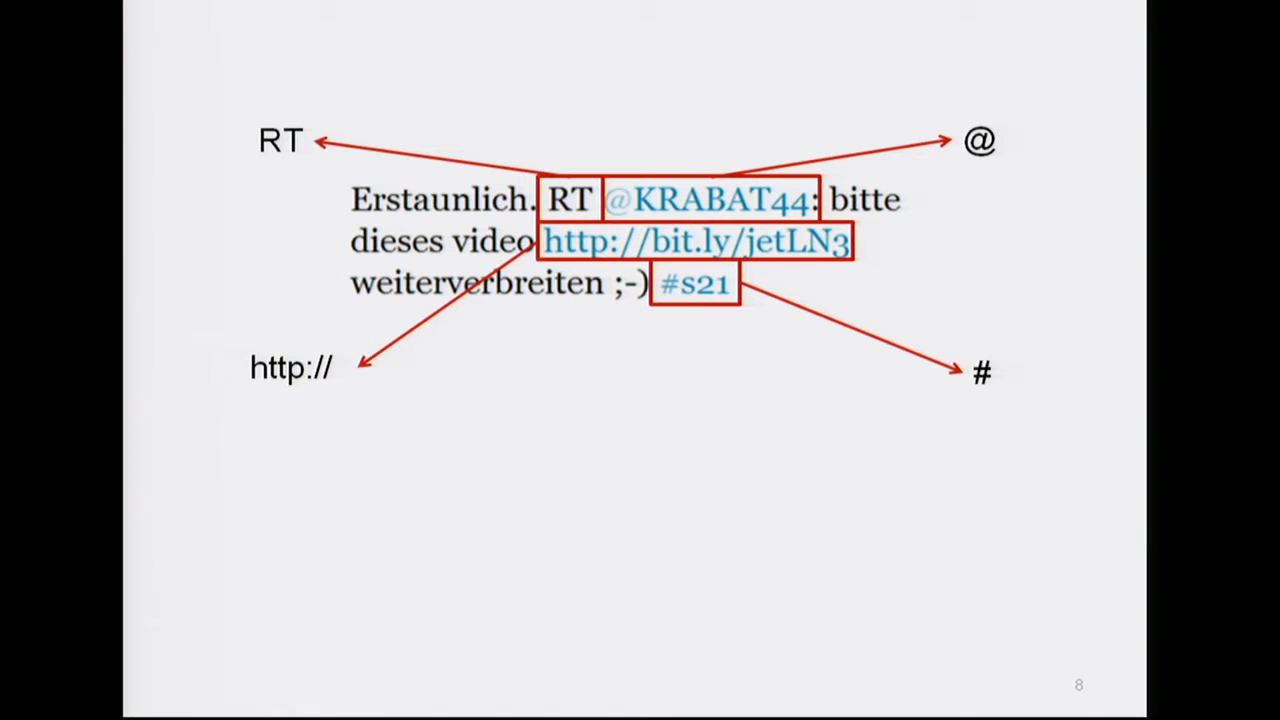 RT
@
Erstaunlich. RT @KRABAT44: bitte
dieses video http://bit.ly/jetLN3
weiterverbreiten ;-) #s21
http://
#
8